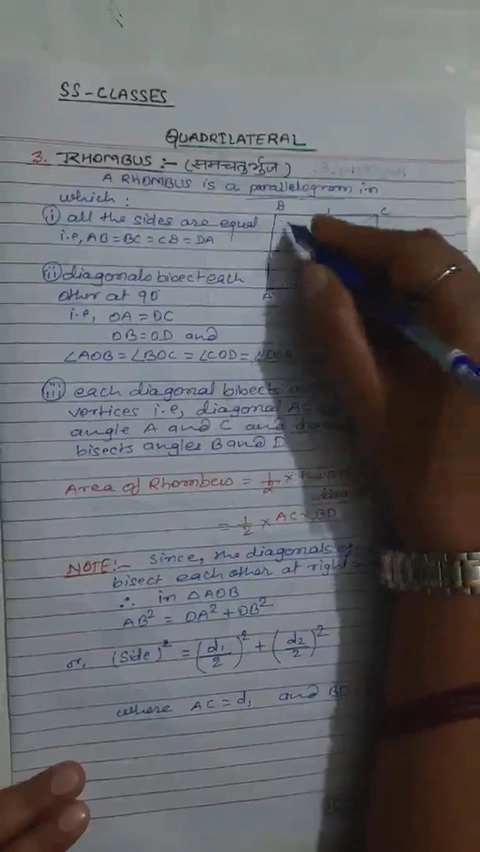 SS-CLASSES
QUADRILATERAL
3. RHOMBUS :- (समचतुर्भुज)
A RHOMBUS is a parallelogram in
which :
B C
(i) all the sides are equal
i.e, AB = BC = CD = DA
(ii) diagonals bisect each
other at 90
A
i.e, OA = OC
OB = OD and
∠AOB = ∠BOC = ∠COD =
(iii) each diagonal bisects
vertices i.e, diagonal
angle A and C and
bisects angles B and D
Area of Rhombus = 1/2 ×
= 1/2 × AC × BD
NOTE:- Since, the diagonals of
bisect each other at right
∴ in △AOB
AB² = OA² + OB²
or, (Side)² = (d₁/2)² + (d₂/2)²
where AC = d₁ and BD